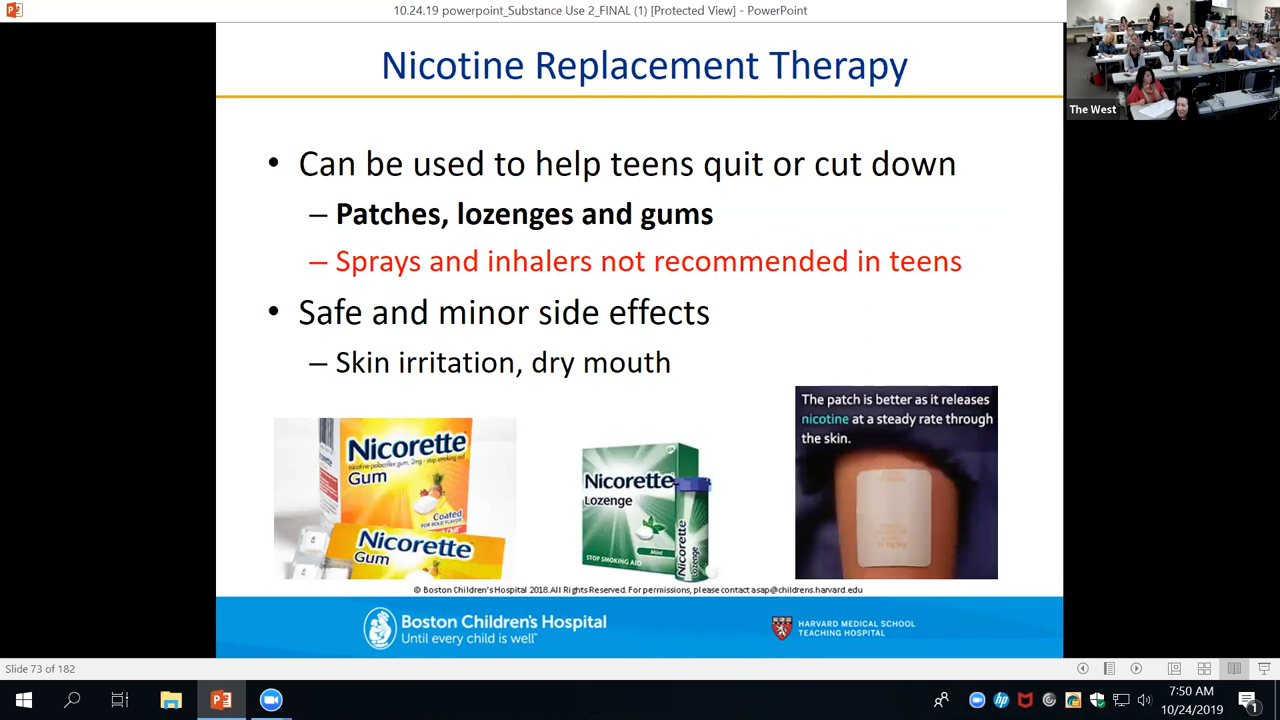 10.24.19 powerpoint_Substance Use 2_FINAL (1) [Protected View] - PowerPoint
The West
Nicotine Replacement Therapy
• Can be used to help teens quit or cut down
– Patches, lozenges and gums
– Sprays and inhalers not recommended in teens
• Safe and minor side effects
– Skin irritation, dry mouth
The patch is better as it releases
nicotine at a steady rate through
the skin.
Nicorette
nicotine polacrilex gum, 2mg - stop smoking aid
Gum
Coated
FOR BOLD FLAVOR
Nicorette
Gum
Nicorette
Lozenge
Mint
STOP SMOKING AID
Nicorette
Lozenge
© Boston Children's Hospital 2018.All Rights Reserved. For permissions, please contact asap@childrens.harvard.edu
Boston Children's Hospital
Until every child is well™
HARVARD MEDICAL SCHOOL
TEACHING HOSPITAL
Slide 73 of 182
7:50 AM
10/24/2019
1